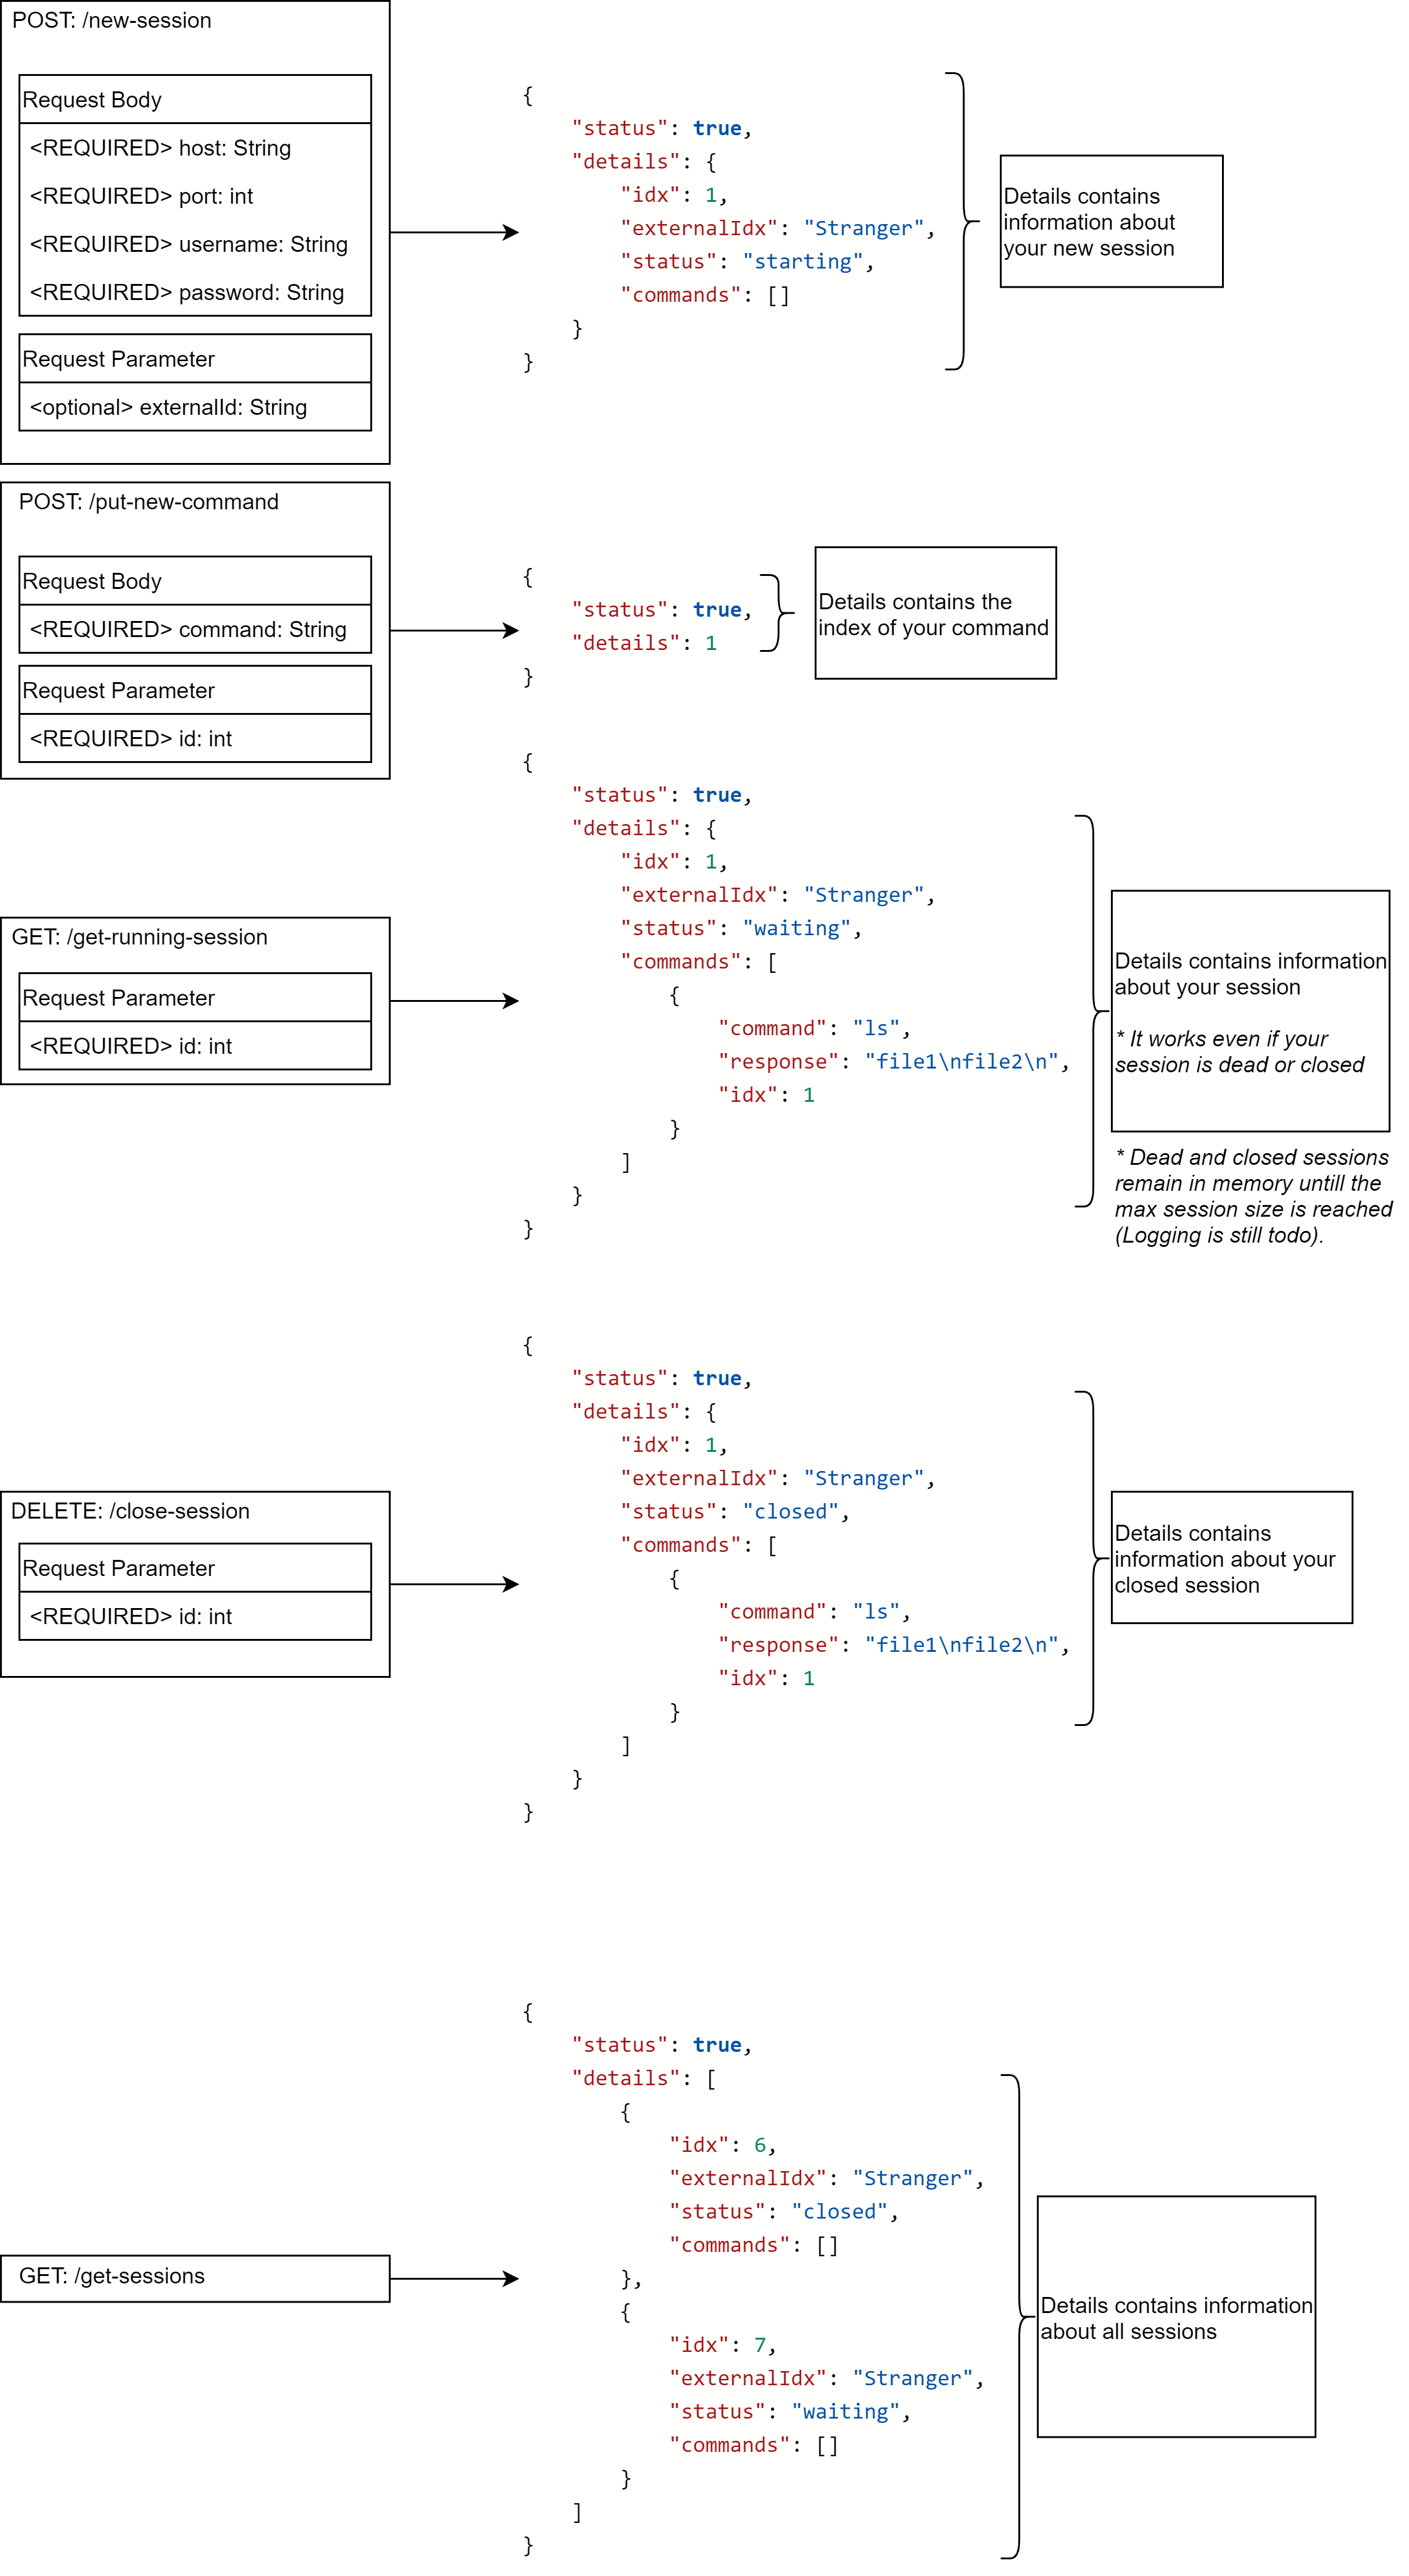 POST: /new-session
Request Body
<REQUIRED> host: String
<REQUIRED> port: int
<REQUIRED> username: String
<REQUIRED> password: String
Request Parameter
<optional> externalId: String
{
"status": true,
"details": {
"idx": 1,
"externalIdx": "Stranger",
"status": "starting",
"commands": []
}
}
Details contains
information about
your new session
POST: /put-new-command
Request Body
<REQUIRED> command: String
Request Parameter
<REQUIRED> id: int
{
"status": true,
"details": 1
}
Details contains the
index of your command
GET: /get-running-session
Request Parameter
<REQUIRED> id: int
{
"status": true,
"details": {
"idx": 1,
"externalIdx": "Stranger",
"status": "waiting",
"commands": [
{
"command": "ls",
"response": "file1\nfile2\n",
"idx": 1
}
]
}
}
Details contains information
about your session
* It works even if your
session is dead or closed
* Dead and closed sessions
remain in memory untill the
max session size is reached
(Logging is still todo).
DELETE: /close-session
Request Parameter
<REQUIRED> id: int
{
"status": true,
"details": {
"idx": 1,
"externalIdx": "Stranger",
"status": "closed",
"commands": [
{
"command": "ls",
"response": "file1\nfile2\n",
"idx": 1
}
]
}
}
Details contains
information about your
closed session
GET: /get-sessions
{
"status": true,
"details": [
{
"idx": 6,
"externalIdx": "Stranger",
"status": "closed",
"commands": []
},
{
"idx": 7,
"externalIdx": "Stranger",
"status": "waiting",
"commands": []
}
]
}
Details contains information
about all sessions